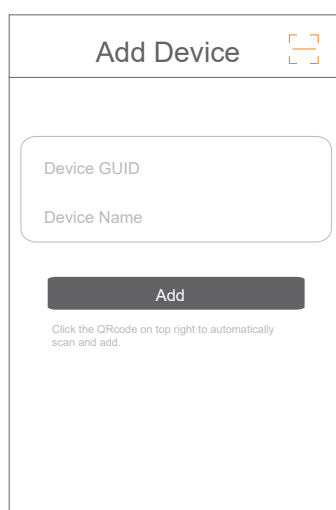 Add Device
Device GUID
Device Name
Add
Click the QRcode on top right to automatically
scan and add.